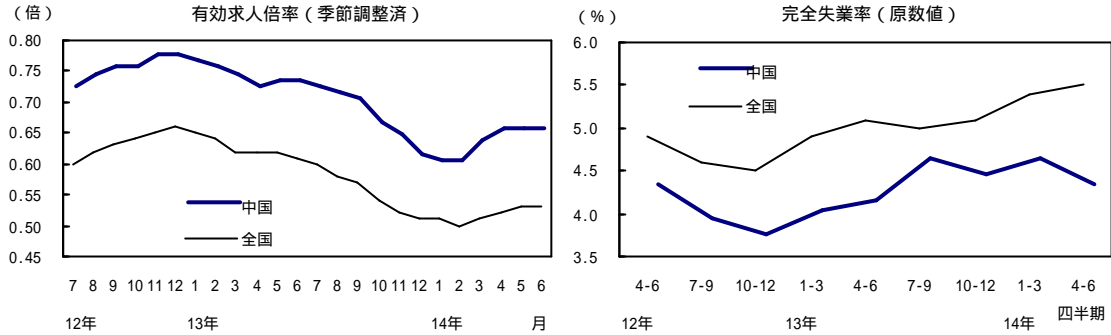 （倍）
有効求人倍率（季節調整済）
0.80
0.75
0.70
0.65
0.60
0.55
0.50
0.45
中国
全国
7 8 9 10 11 12 1 2 3 4 5 6 7 8 9 10 11 12 1 2 3 4 5 6
12年 13年 14年 月
（％）
完全失業率（原数値）
6.0
5.5
5.0
4.5
4.0
3.5
中国
全国
4-6 7-9 10-12 1-3 4-6 7-9 10-12 1-3 4-6
12年 13年 14年 四半期